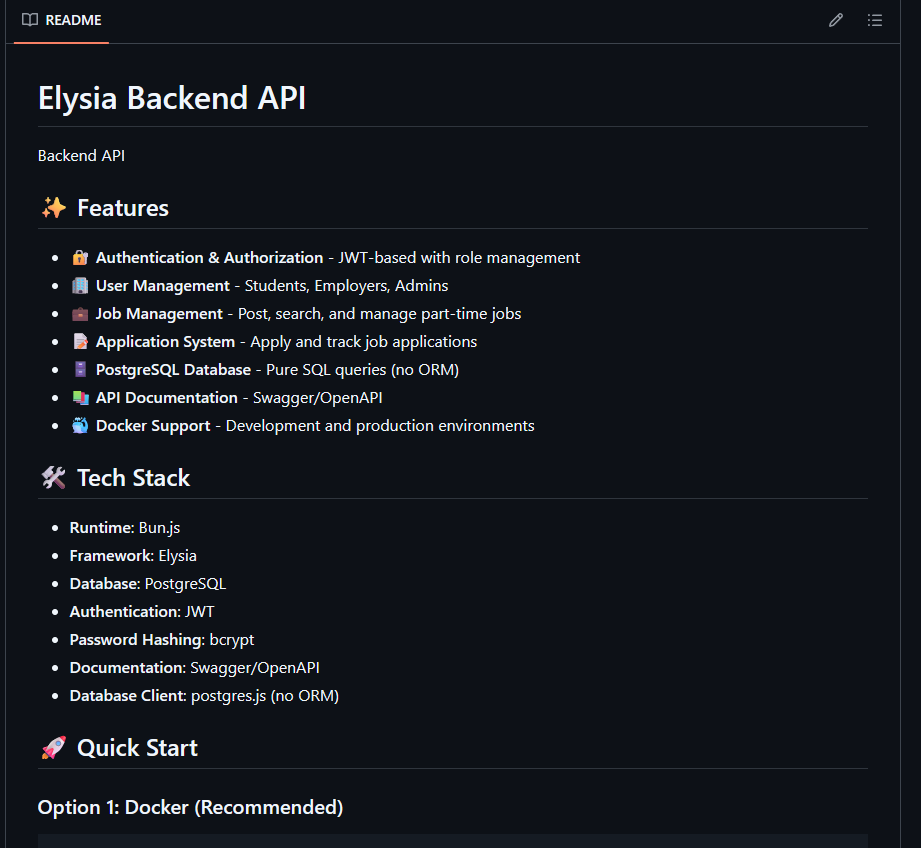 README
Elysia Backend API
Backend API
✨ Features
🔐 Authentication & Authorization - JWT-based with role management
🏢 User Management - Students, Employers, Admins
💼 Job Management - Post, search, and manage part-time jobs
📝 Application System - Apply and track job applications
🗄️ PostgreSQL Database - Pure SQL queries (no ORM)
📚 API Documentation - Swagger/OpenAPI
🐳 Docker Support - Development and production environments
🛠️ Tech Stack
Runtime: Bun.js
Framework: Elysia
Database: PostgreSQL
Authentication: JWT
Password Hashing: bcrypt
Documentation: Swagger/OpenAPI
Database Client: postgres.js (no ORM)
🚀 Quick Start
Option 1: Docker (Recommended)